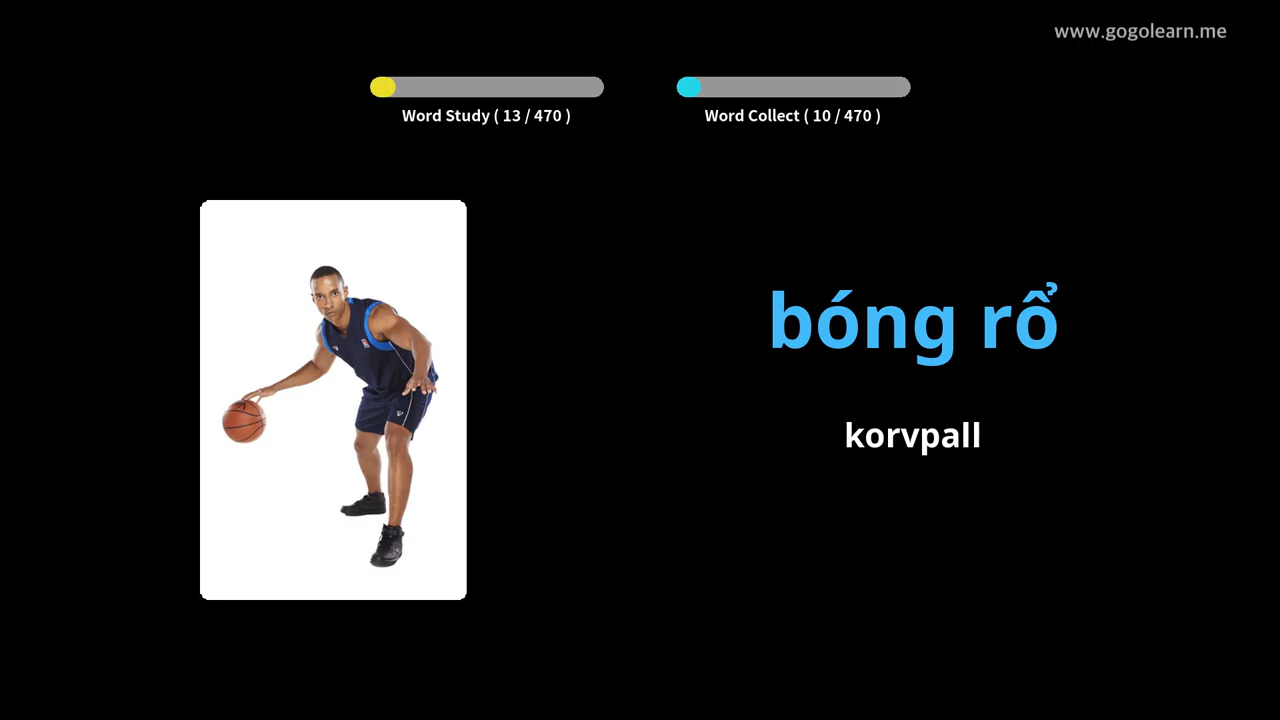 www.gogolearn.me
Word Study ( 13 / 470 )
Word Collect ( 10 / 470 )
bóng rổ
korvpall